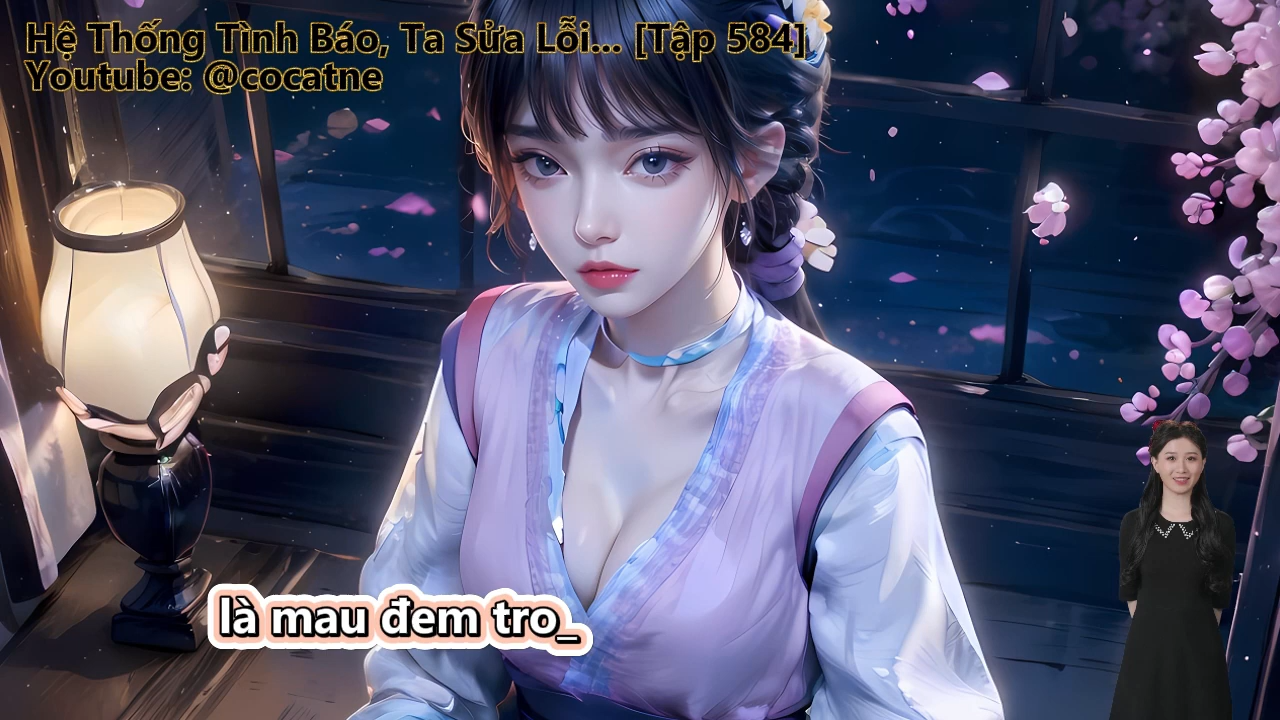 Hệ Thống Tình Báo, Ta Sửa Lỗi... [Tập 584]
Youtube: @cocatne
là mau đem tro_